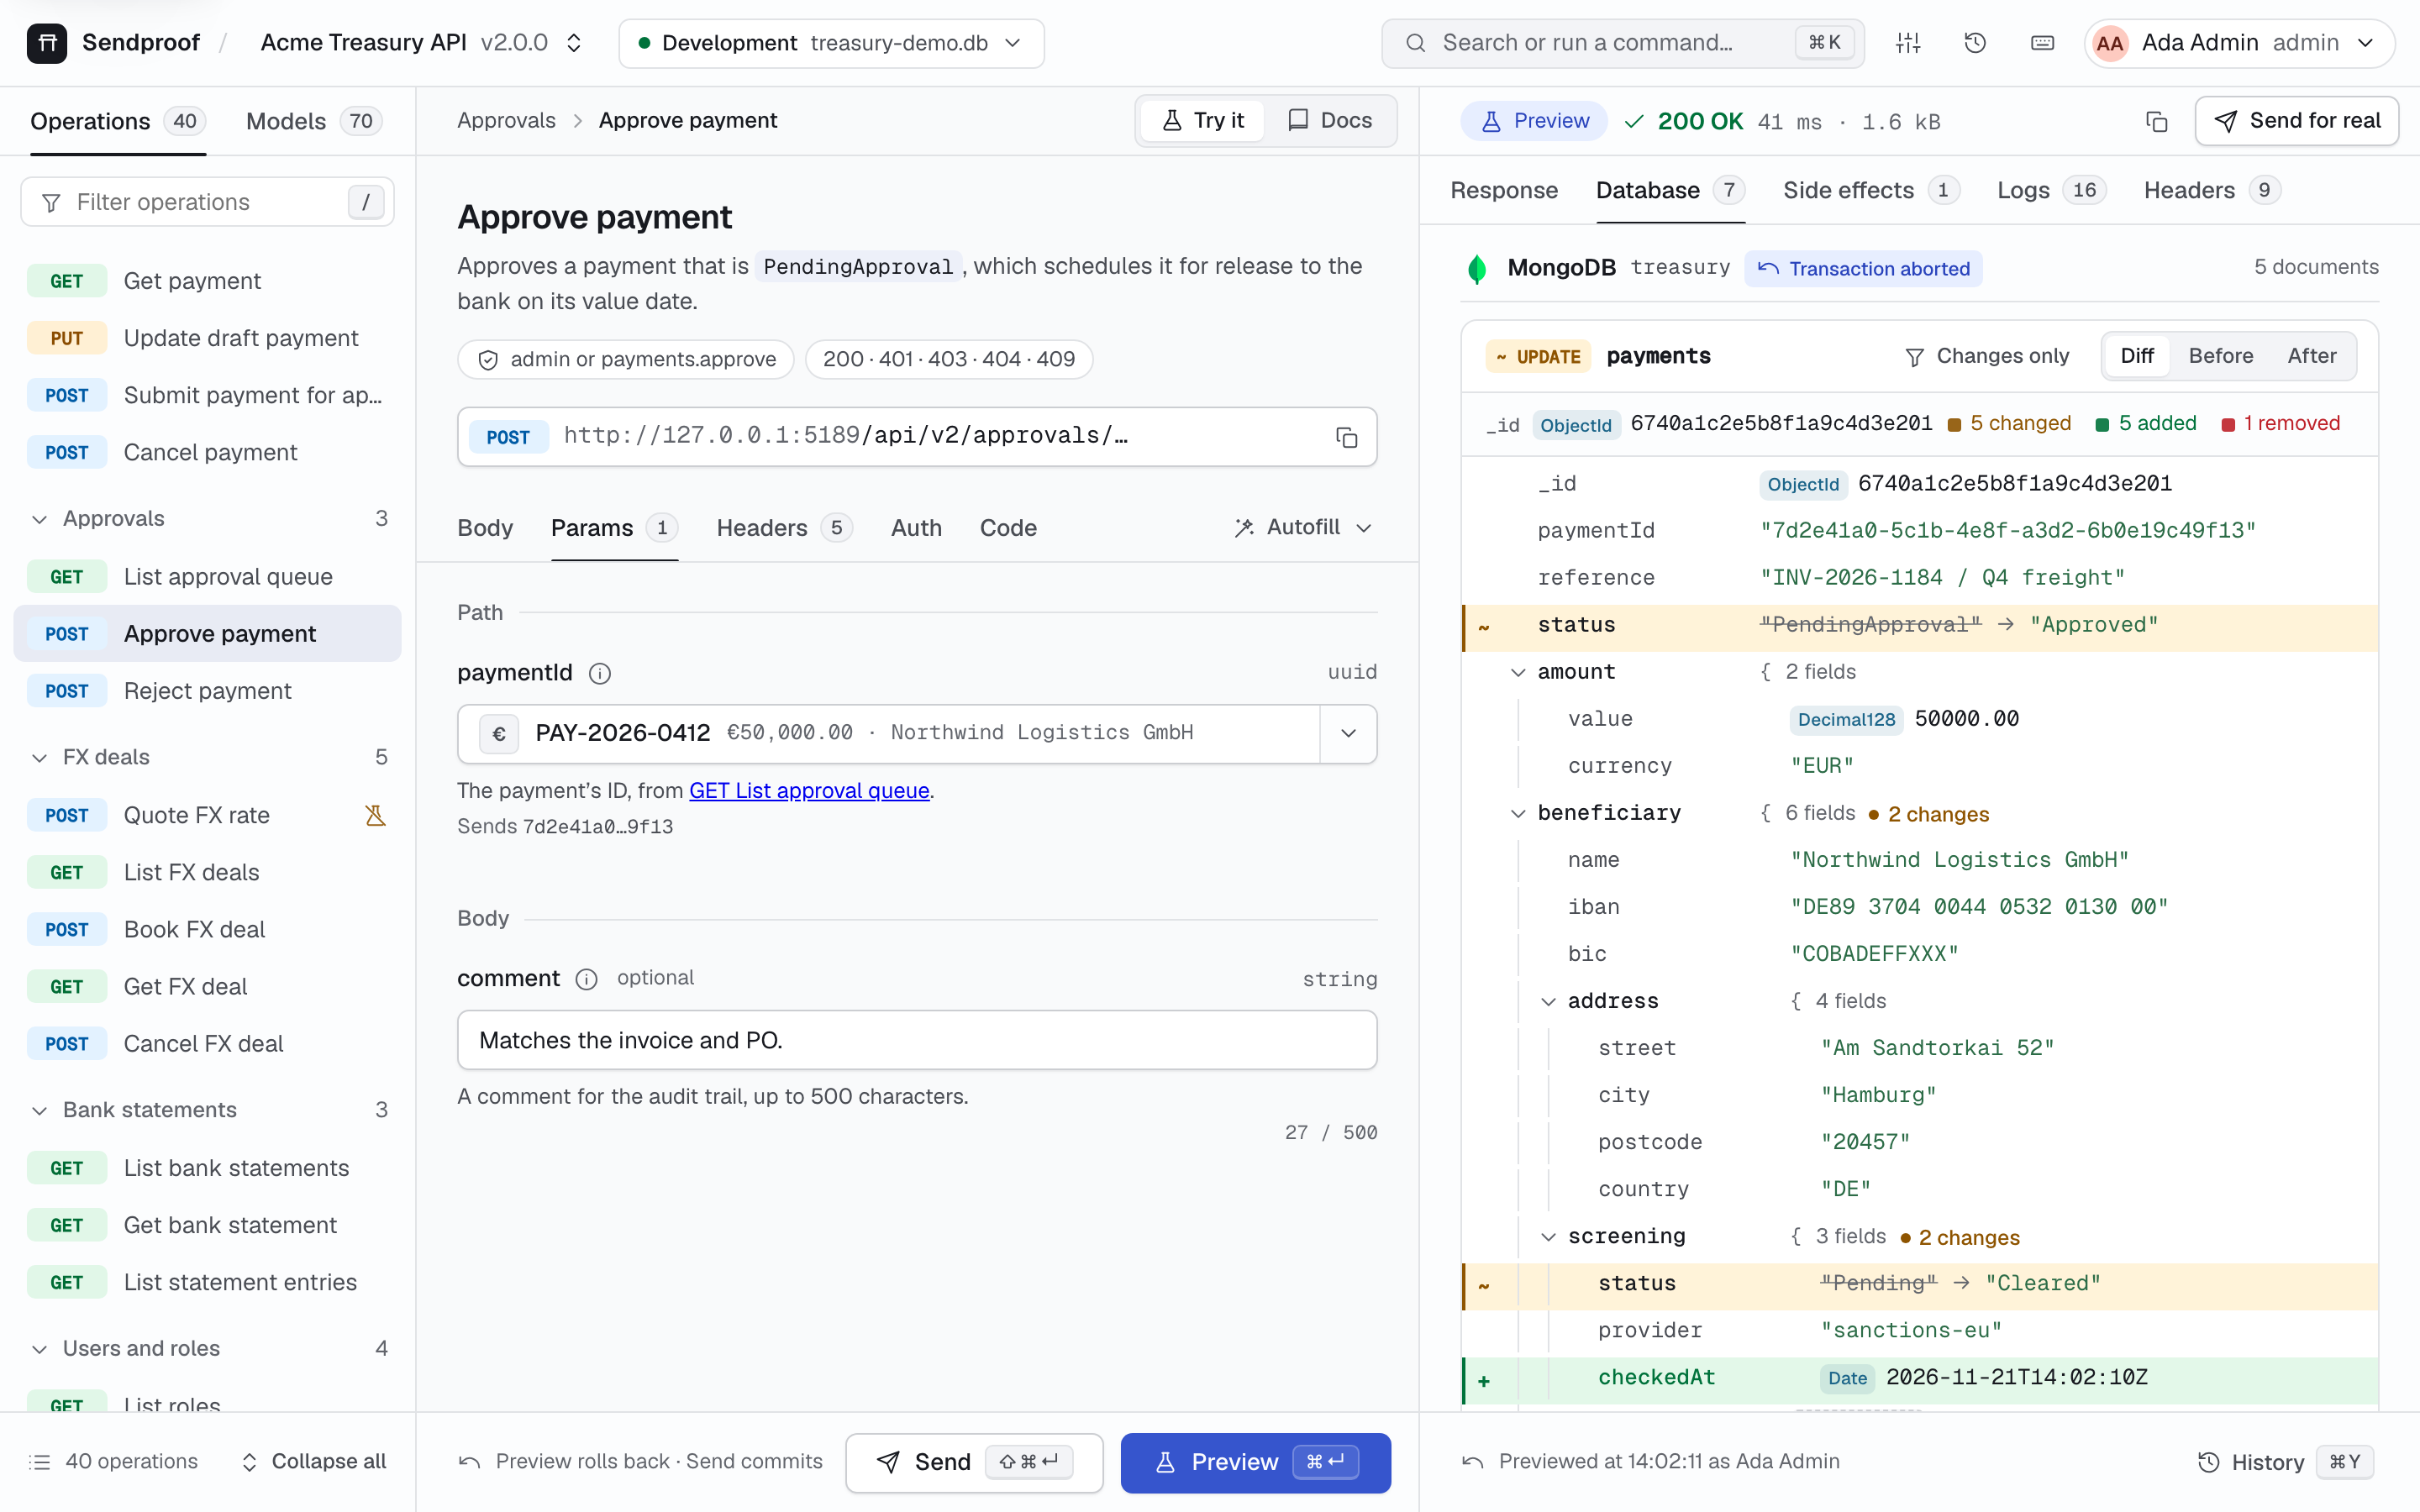 Sendproof / Acme Treasury API v2.0.0
Development treasury-demo.db
Search or run a command... ⌘K
AA Ada Admin admin
Operations 40 Models 70
Filter operations /
GET Get payment
PUT Update draft payment
POST Submit payment for ap...
POST Cancel payment
Approvals 3
GET List approval queue
POST Approve payment
POST Reject payment
FX deals 5
POST Quote FX rate
GET List FX deals
POST Book FX deal
GET Get FX deal
POST Cancel FX deal
Bank statements 3
GET List bank statements
GET Get bank statement
GET List statement entries
Users and roles 4
GET List roles
40 operations Collapse all
Approvals > Approve payment
Try it Docs
Approve payment
Approves a payment that is PendingApproval, which schedules it for release to the
bank on its value date.
admin or payments.approve 200 · 401 · 403 · 404 · 409
POST http://127.0.0.1:5189/api/v2/approvals/…
Body Params 1 Headers 5 Auth Code Autofill
Path
paymentId uuid
€ PAY-2026-0412 €50,000.00 · Northwind Logistics GmbH
The payment’s ID, from GET List approval queue.
Sends 7d2e41a0…9f13
Body
comment optional string
Matches the invoice and PO.
A comment for the audit trail, up to 500 characters.
27 / 500
Preview rolls back · Send commits Send ⇧⌘↵ Preview ⌘↵
Preview 200 OK 41 ms · 1.6 kB Send for real
Response Database 7 Side effects 1 Logs 16 Headers 9
MongoDB treasury Transaction aborted 5 documents
~ UPDATE payments Changes only Diff Before After
_id ObjectId 6740a1c2e5b8f1a9c4d3e201 5 changed 5 added 1 removed
_id ObjectId 6740a1c2e5b8f1a9c4d3e201
paymentId "7d2e41a0-5c1b-4e8f-a3d2-6b0e19c49f13"
reference "INV-2026-1184 / Q4 freight"
~ status "PendingApproval" → "Approved"
amount { 2 fields
value Decimal128 50000.00
currency "EUR"
beneficiary { 6 fields 2 changes
name "Northwind Logistics GmbH"
iban "DE89 3704 0044 0532 0130 00"
bic "COBADEFFXXX"
address { 4 fields
street "Am Sandtorkai 52"
city "Hamburg"
postcode "20457"
country "DE"
screening { 3 fields 2 changes
~ status "Pending" → "Cleared"
provider "sanctions-eu"
+ checkedAt Date 2026-11-21T14:02:10Z
Previewed at 14:02:11 as Ada Admin History ⌘Y